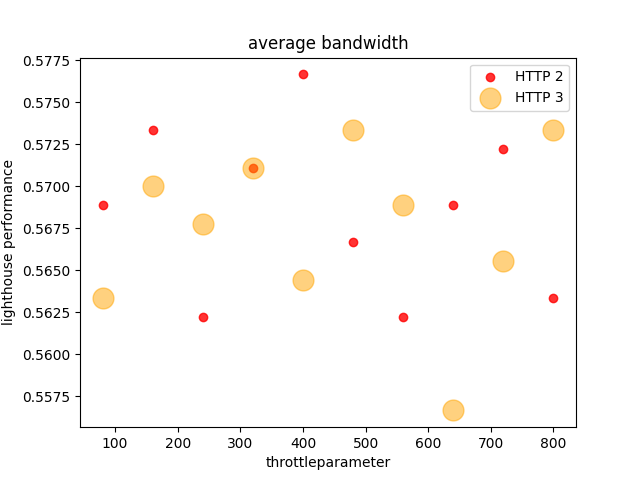 average bandwidth
HTTP 2
HTTP 3
0.5775
0.5750
0.5725
0.5700
0.5675
0.5650
0.5625
0.5600
0.5575
lighthouse performance
100 200 300 400 500 600 700 800
throttleparameter